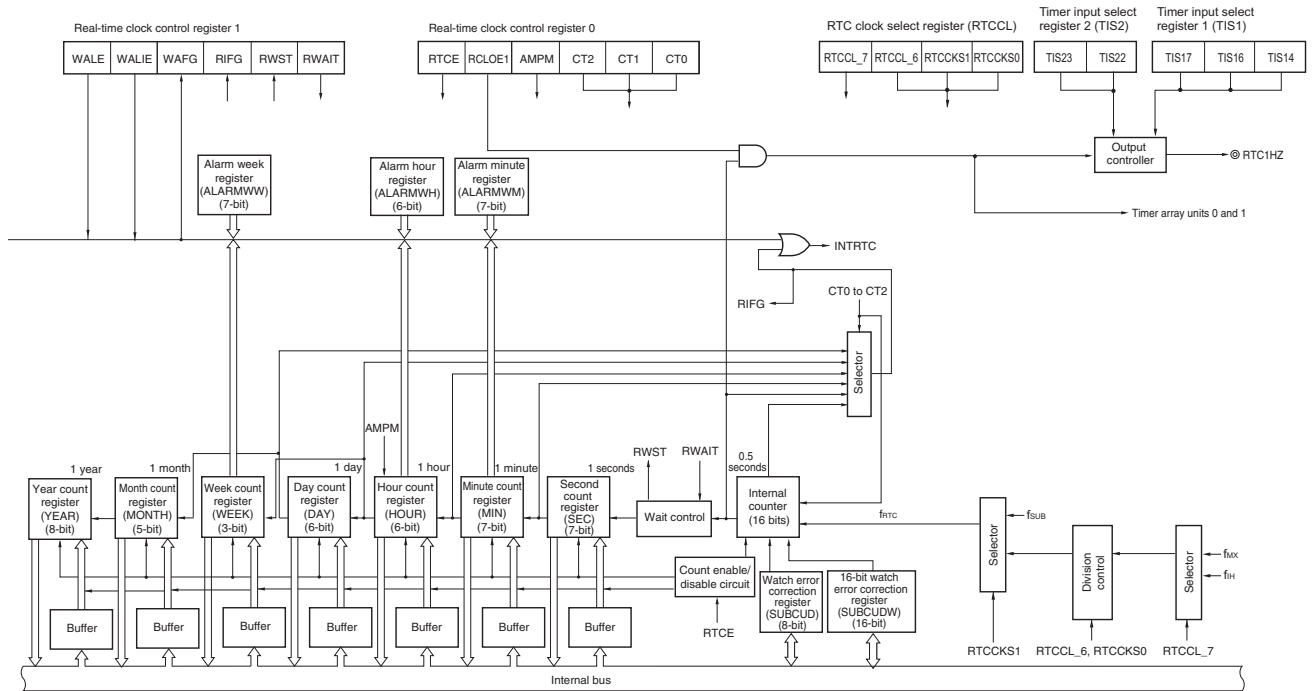 Real-time clock control register 1
WALE WALIE WAFG RIFG RWST RWAIT
Real-time clock control register 0
RTCE RCLOE1 AMPM CT2 CT1 CT0
RTC clock select register (RTCCL)
RTCCL_7 RTCCL_6 RTCCKS1 RTCCKS0
Timer input select
register 2 (TIS2)
TIS23 TIS22
Timer input select
register 1 (TIS1)
TIS17 TIS16 TIS14
Alarm week
register
(ALARMWW)
(7-bit)
Alarm hour
register
(ALARMWH)
(6-bit)
Alarm minute
register
(ALARMWM)
(7-bit)
Output
controller
RTC1HZ
Timer array units 0 and 1
INTRTC
RIFG
CT0 to CT2
Selector
AMPM
RWST
RWAIT
0.5
seconds
1 year
1 month
1 day
1 hour
1 minute
1 seconds
Year count
register
(YEAR)
(8-bit)
Month count
register
(MONTH)
(5-bit)
Week count
register
(WEEK)
(3-bit)
Day count
register
(DAY)
(6-bit)
Hour count
register
(HOUR)
(6-bit)
Minute count
register
(MIN)
(7-bit)
Second
count
register
(SEC)
(7-bit)
Wait control
Internal
counter
(16 bits)
fRTC
Selector
fSUB
Division
control
Selector
fMX
fIH
Count enable/
disable circuit
RTCE
Watch error
correction
register
(SUBCUD)
(8-bit)
16-bit watch
error correction
register
(SUBCUDW)
(16-bit)
Buffer
Buffer
Buffer
Buffer
Buffer
Buffer
Buffer
RTCCKS1
RTCCL_6, RTCCKS0
RTCCL_7
Internal bus